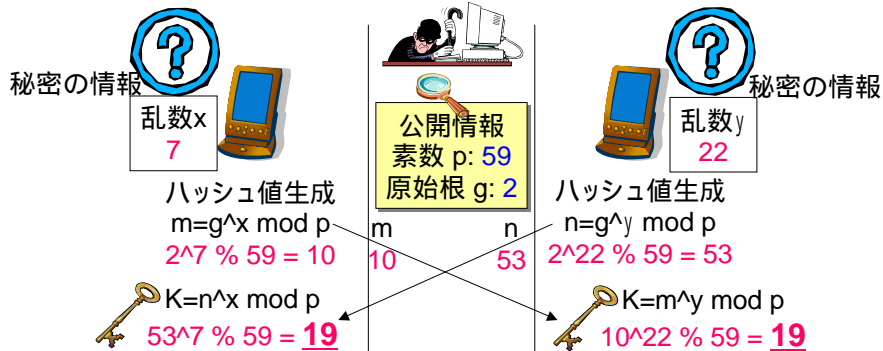 秘密の情報
乱数x
7
ハッシュ値生成
m=g^x mod p
2^7 % 59 = 10
K=n^x mod p
53^7 % 59 = 19
公開情報
素数 p: 59
原始根 g: 2
m
10
n
53
秘密の情報
乱数y
22
ハッシュ値生成
n=g^y mod p
2^22 % 59 = 53
K=m^y mod p
10^22 % 59 = 19